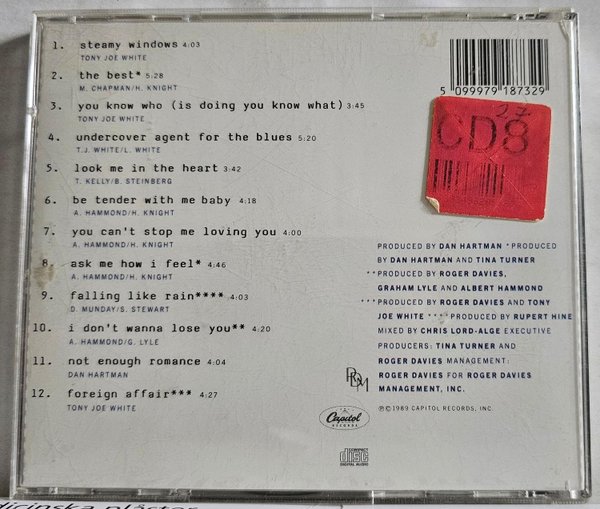 1. steamy windows 4:03
TONY JOE WHITE
2. the best* 5:28
M. CHAPMAN/H. KNIGHT
3. you know who (is doing you know what) 3:45
TONY JOE WHITE
4. undercover agent for the blues 5:20
T.J. WHITE/L. WHITE
5. look me in the heart 3:42
T. KELLY/B. STEINBERG
6. be tender with me baby 4:18
A. HAMMOND/H. KNIGHT
7. you can't stop me loving you 4:00
A. HAMMOND/H. KNIGHT
8. ask me how i feel* 4:46
A. HAMMOND/H. KNIGHT
9. falling like rain**** 4:03
D. MUNDAY/S. STEWART
10. i don't wanna lose you** 4:20
A. HAMMOND/G. LYLE
11. not enough romance 4:04
DAN HARTMAN
12. foreign affair*** 4:27
TONY JOE WHITE
5 099979 187329
CD8
PRODUCED BY DAN HARTMAN *PRODUCED
BY DAN HARTMAN AND TINA TURNER
**PRODUCED BY ROGER DAVIES,
GRAHAM LYLE AND ALBERT HAMMOND
***PRODUCED BY ROGER DAVIES AND TONY
JOE WHITE ****PRODUCED BY RUPERT HINE
MIXED BY CHRIS LORD-ALGE EXECUTIVE
PRODUCERS: TINA TURNER AND
ROGER DAVIES MANAGEMENT:
ROGER DAVIES FOR ROGER DAVIES
MANAGEMENT, INC.
RDM
℗©1989 CAPITOL RECORDS, INC.
Capitol
RECORDS
COMPACT
disc
DIGITAL AUDIO